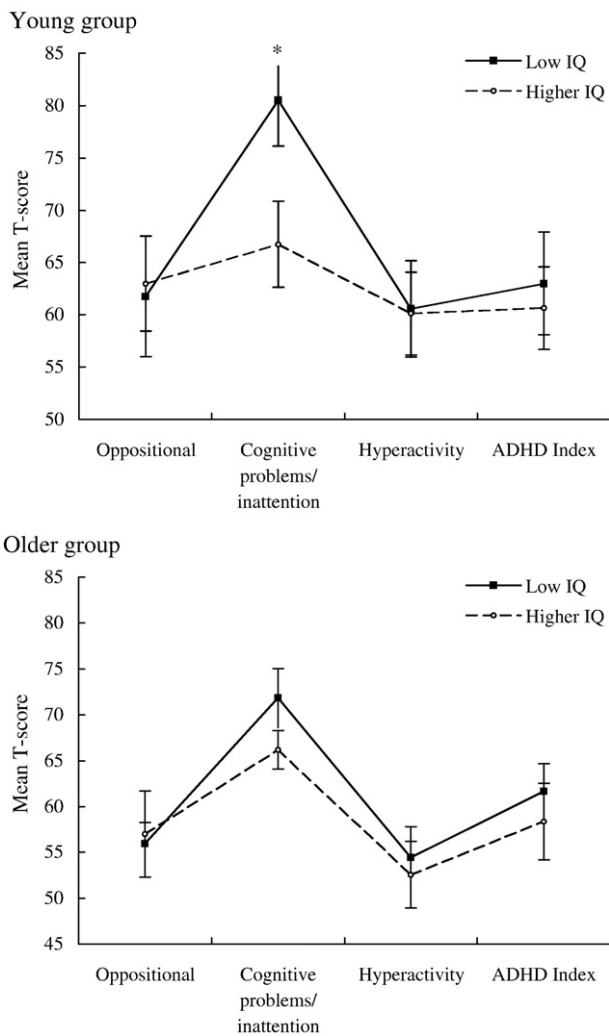 Young group
85
80
75
70
65
60
55
50
Mean T-score
*
Low IQ
Higher IQ
Oppositional
Cognitive
problems/
inattention
Hyperactivity
ADHD Index
Older group
85
80
75
70
65
60
55
50
45
Mean T-score
Low IQ
Higher IQ
Oppositional
Cognitive
problems/
inattention
Hyperactivity
ADHD Index